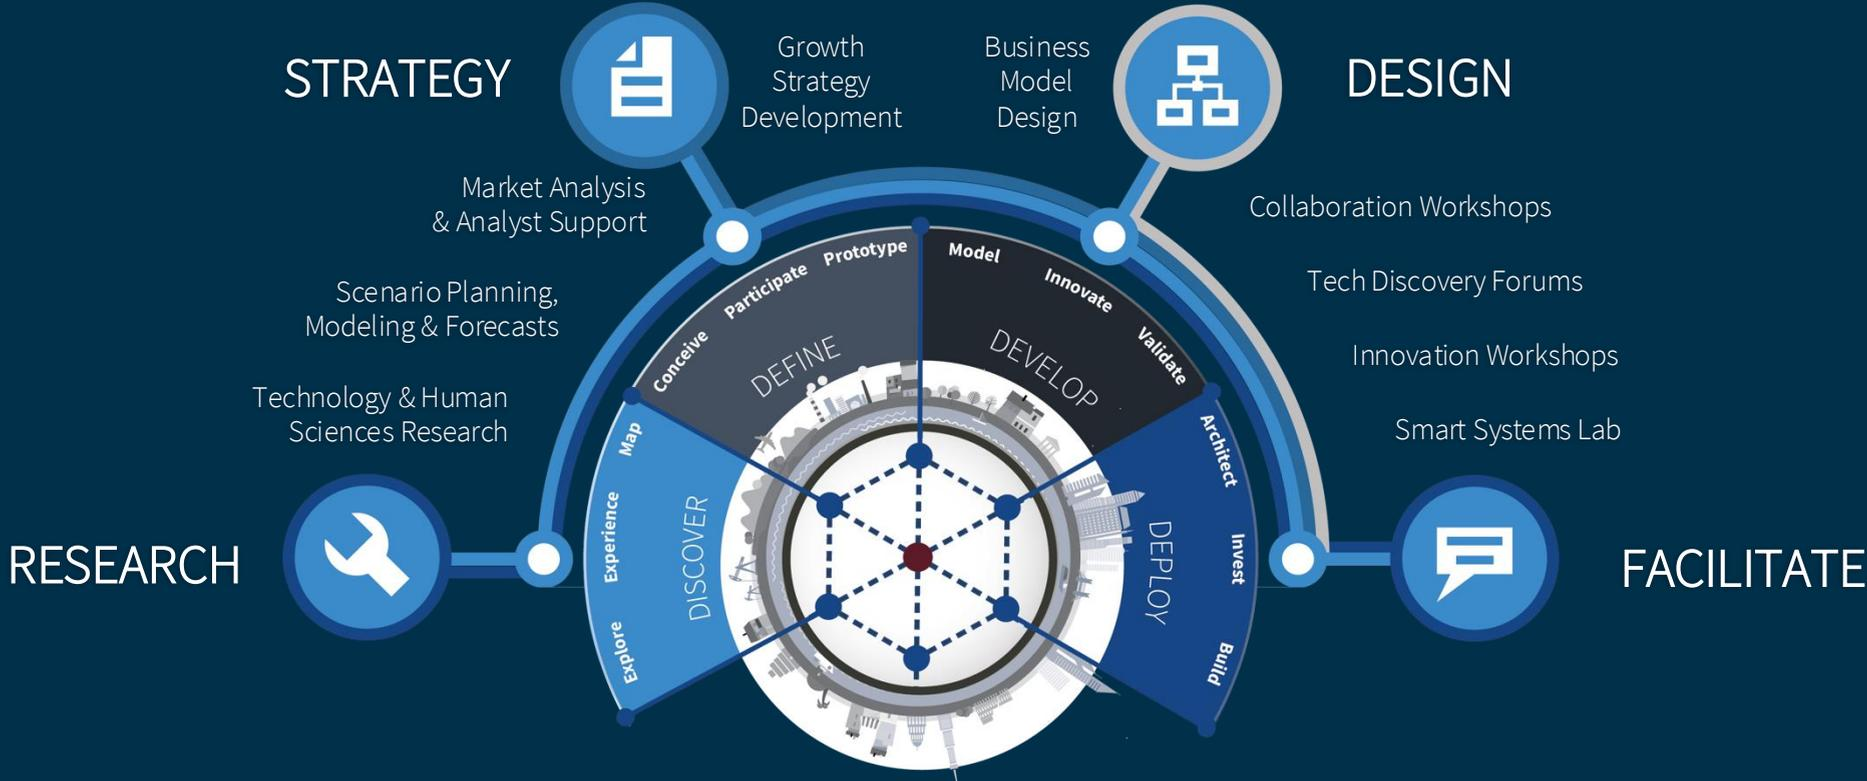 STRATEGY
Growth
Strategy
Development
Business
Model
Design
DESIGN
Market Analysis
& Analyst Support
Collaboration Workshops
Scenario Planning,
Modeling & Forecasts
Tech Discovery Forums
Innovation Workshops
Technology & Human
Sciences Research
Smart Systems Lab
RESEARCH
FACILITATE
Explore
Experience
Map
DISCOVER
Conceive
Participate
Prototype
DEFINE
Model
Innovate
Validate
DEVELOP
Architect
Invest
Build
DEPLOY